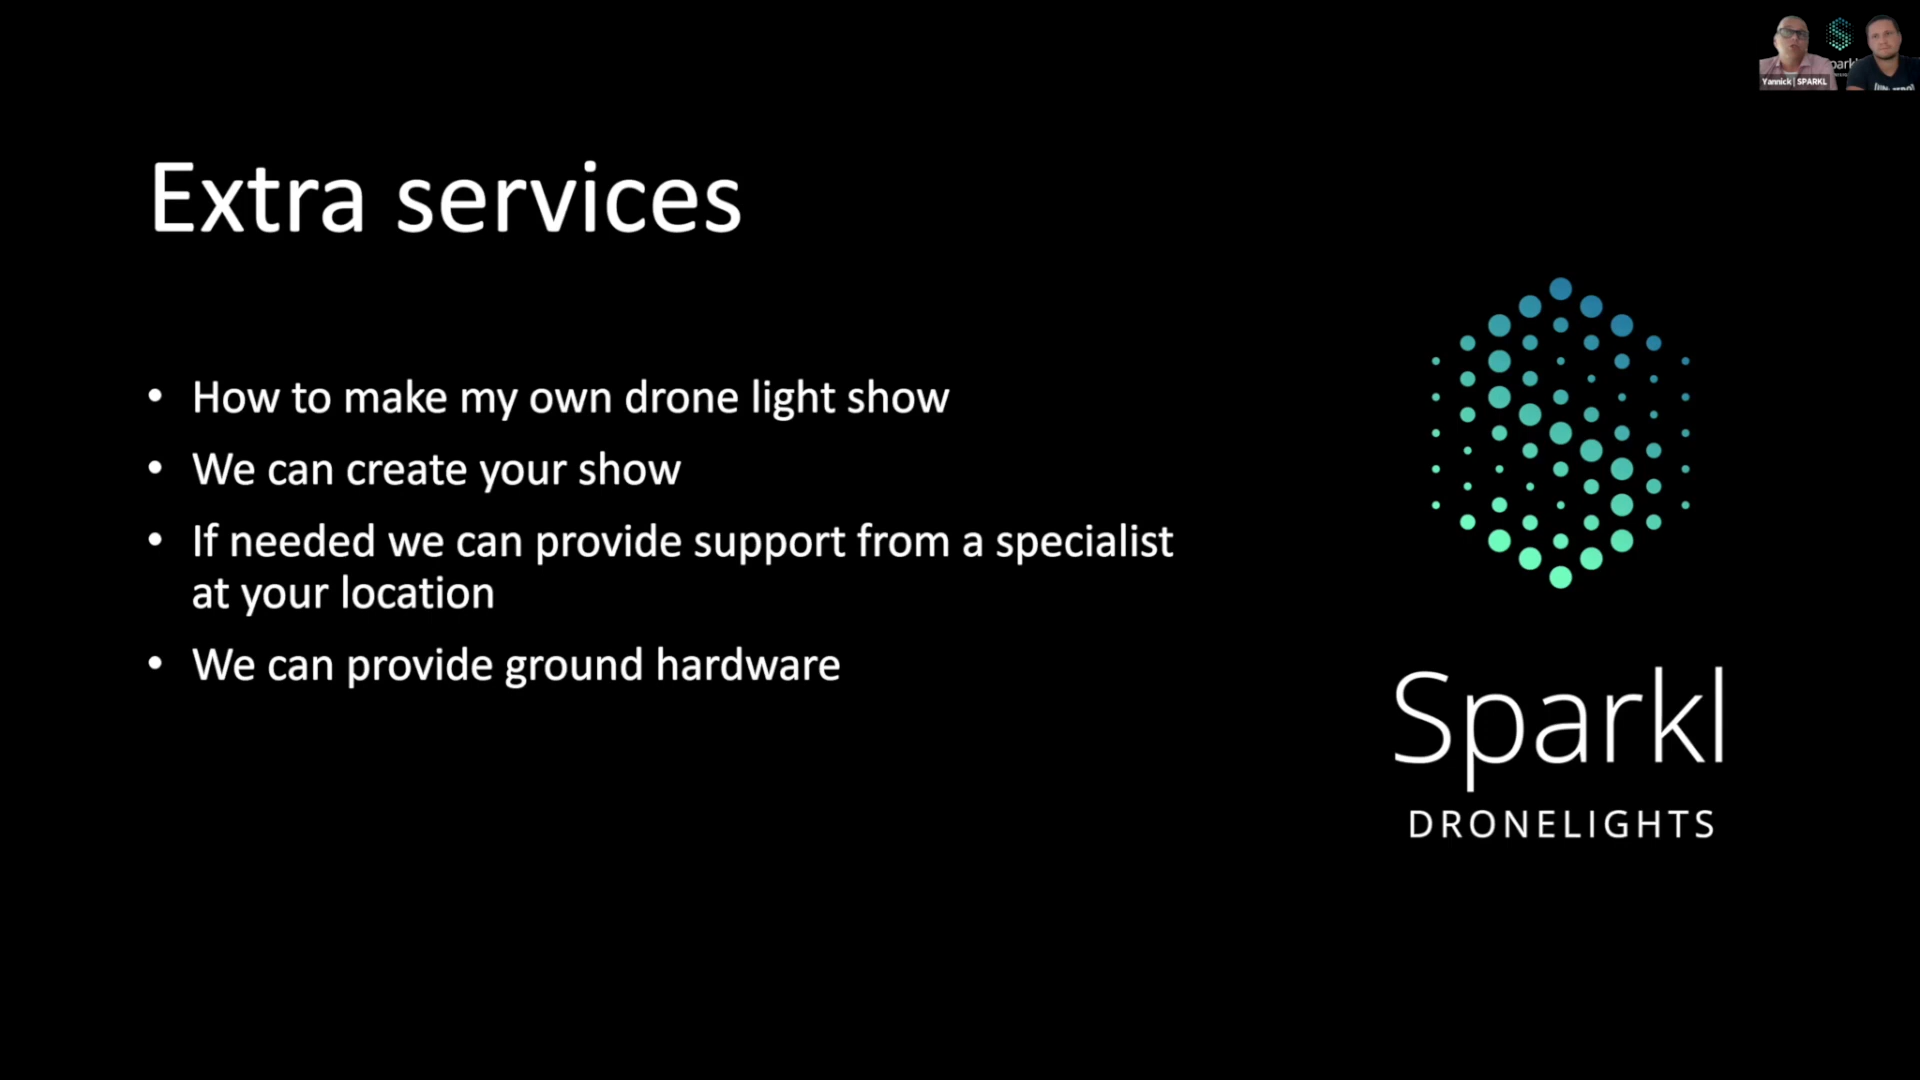 Yannick | SPARKL
Extra services
• How to make my own drone light show
• We can create your show
• If needed we can provide support from a specialist
at your location
• We can provide ground hardware
Sparkl
DRONELIGHTS